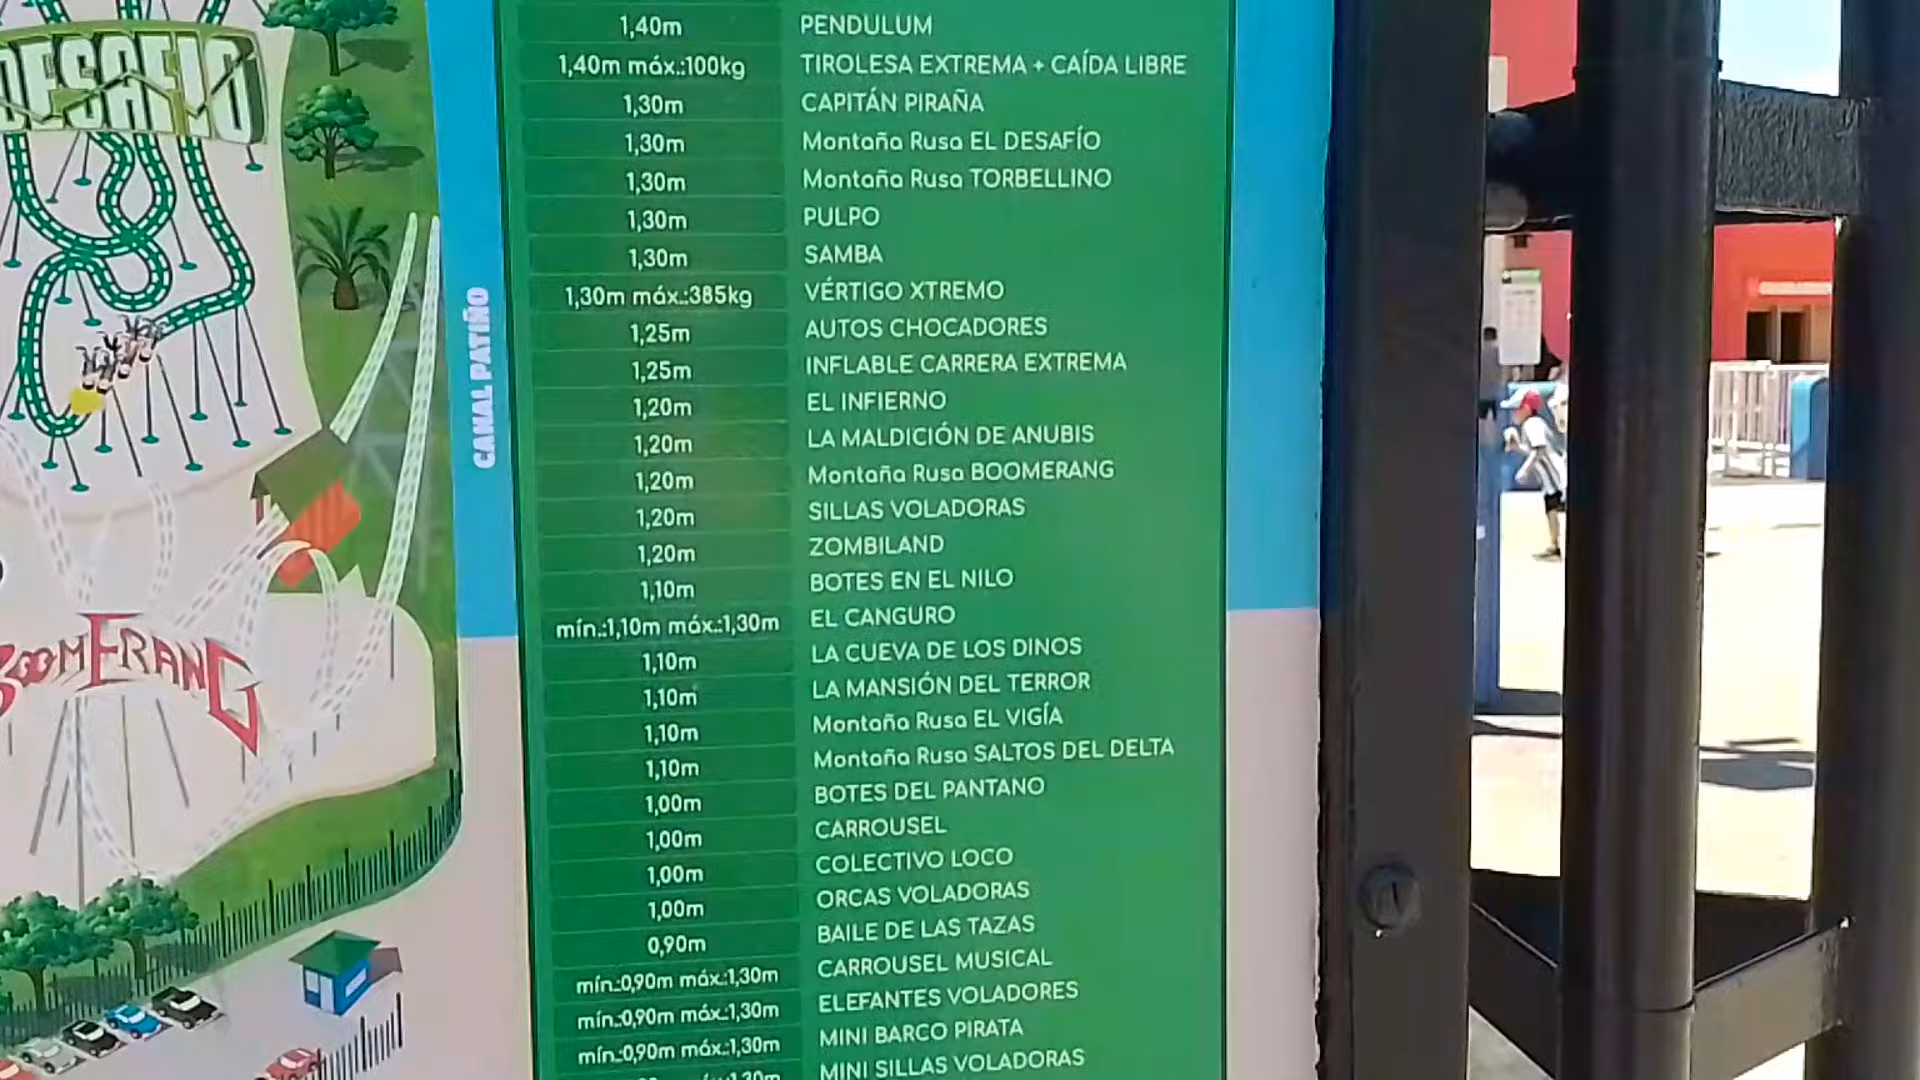 DESAFIO
BOOMERANG
CANAL PATIÑO
1,40m PENDULUM
1,40m máx.:100kg TIROLESA EXTREMA + CAÍDA LIBRE
1,30m CAPITÁN PIRAÑA
1,30m Montaña Rusa EL DESAFÍO
1,30m Montaña Rusa TORBELLINO
1,30m PULPO
1,30m SAMBA
1,30m máx.:385kg VÉRTIGO XTREMO
1,25m AUTOS CHOCADORES
1,25m INFLABLE CARRERA EXTREMA
1,20m EL INFIERNO
1,20m LA MALDICIÓN DE ANUBIS
1,20m Montaña Rusa BOOMERANG
1,20m SILLAS VOLADORAS
1,20m ZOMBILAND
1,10m BOTES EN EL NILO
mín.:1,10m máx.:1,30m EL CANGURO
1,10m LA CUEVA DE LOS DINOS
1,10m LA MANSIÓN DEL TERROR
1,10m Montaña Rusa EL VIGÍA
1,10m Montaña Rusa SALTOS DEL DELTA
1,00m BOTES DEL PANTANO
1,00m CARROUSEL
1,00m COLECTIVO LOCO
1,00m ORCAS VOLADORAS
0,90m BAILE DE LAS TAZAS
mín.:0,90m máx.:1,30m CARROUSEL MUSICAL
mín.:0,90m máx.:1,30m ELEFANTES VOLADORES
mín.:0,90m máx.:1,30m MINI BARCO PIRATA
máx.:1,30m MINI SILLAS VOLADORAS